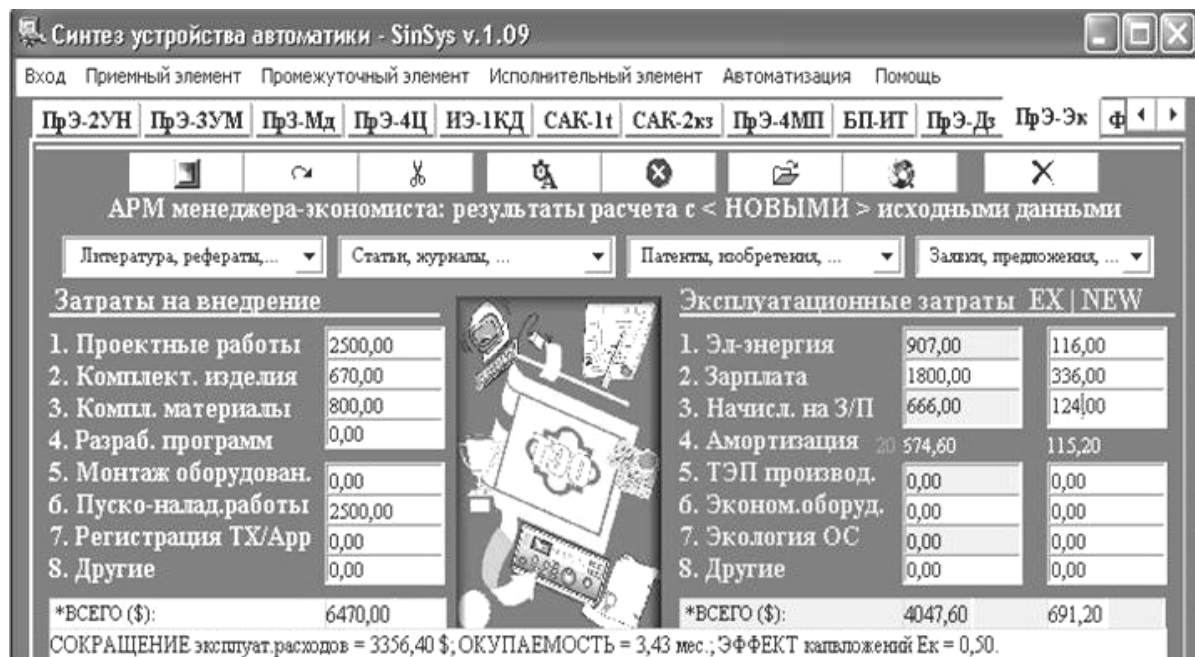 Синтез устройства автоматики - SinSys v.1.09
Вход Приемный элемент Промежуточный элемент Исполнительный элемент Автоматизация Помощь
ПрЭ-2УН ПрЭ-3УМ ПрЗ-Мд ПрЭ-4Ц ИЭ-1КД САК-1t САК-2кз ПрЭ-4МП БП-ИТ ПрЭ-Дз ПрЭ-Эк Ф
АРМ менеджера-экономиста: результаты расчета с < НОВЫМИ > исходными данными
Литература, рефераты,... Статьи, журналы, ... Патенты, изобретения, ... Заявки, предложения, ...
Затраты на внедрение Эксплуатационные затраты EX | NEW
1. Проектные работы 2500,00 1. Эл-энергия 907,00 116,00
2. Комплект. изделия 670,00 2. Зарплата 1800,00 336,00
3. Компл. материалы 800,00 3. Начисл. на З/П 666,00 124,00
4. Разраб. программ 0,00 4. Амортизация 20 674,60 115,20
5. Монтаж оборудован. 0,00 5. ТЭП производ. 0,00 0,00
6. Пуско-налад.работы 2500,00 6. Эконом.оборуд. 0,00 0,00
7. Регистрация TX/App 0,00 7. Экология ОС 0,00 0,00
8. Другие 0,00 8. Другие 0,00 0,00
*ВСЕГО ($): 6470,00 *ВСЕГО ($): 4047,60 691,20
СОКРАЩЕНИЕ эксплуат.расходов = 3356,40 $; ОКУПАЕМОСТЬ = 3,43 мес.; ЭФФЕКТ капвложений Ек = 0,50.